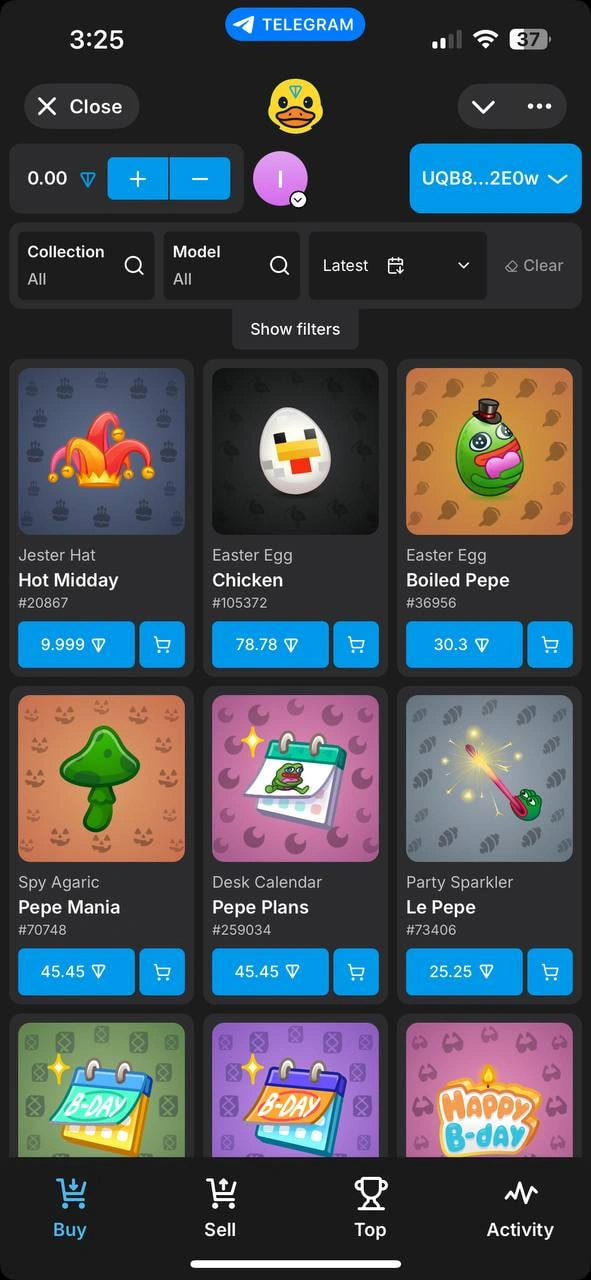 3:25
TELEGRAM
37
Close
0.00
I
UQB8...2E0w
Collection
All
Model
All
Latest
Clear
Show filters
Jester Hat
Hot Midday
#20867
9.999
Easter Egg
Chicken
#105372
78.78
Easter Egg
Boiled Pepe
#36956
30.3
Spy Agaric
Pepe Mania
#70748
45.45
Desk Calendar
Pepe Plans
#259034
45.45
Party Sparkler
Le Pepe
#73406
25.25
B-DAY
B-DAY
HAPPY
B-DAY
Buy
Sell
Top
Activity